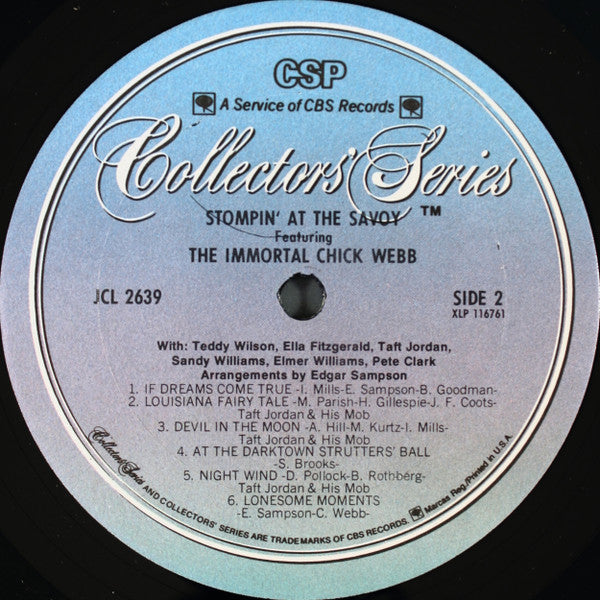 CSP
A Service of CBS Records
Collectors' Series™
STOMPIN' AT THE SAVOY
Featuring
THE IMMORTAL CHICK WEBB
JCL 2639
SIDE 2
XLP 116761
With: Teddy Wilson, Ella Fitzgerald, Taft Jordan,
Sandy Williams, Elmer Williams, Pete Clark
Arrangements by Edgar Sampson
1. IF DREAMS COME TRUE -I. Mills-E. Sampson-B. Goodman-
2. LOUISIANA FAIRY TALE -M. Parish-H. Gillespie-J. F. Coots-
Taft Jordan & His Mob
3. DEVIL IN THE MOON -A. Hill-M. Kurtz-I. Mills-
Taft Jordan & His Mob
4. AT THE DARKTOWN STRUTTERS' BALL
-S. Brooks-
5. NIGHT WIND -D. Pollock-B. Rothberg-
Taft Jordan & His Mob
6. LONESOME MOMENTS
-E. Sampson-C. Webb-
Collectors' Series AND COLLECTORS' SERIES ARE TRADEMARKS OF CBS RECORDS. Marcas Reg./Printed in U.S.A.